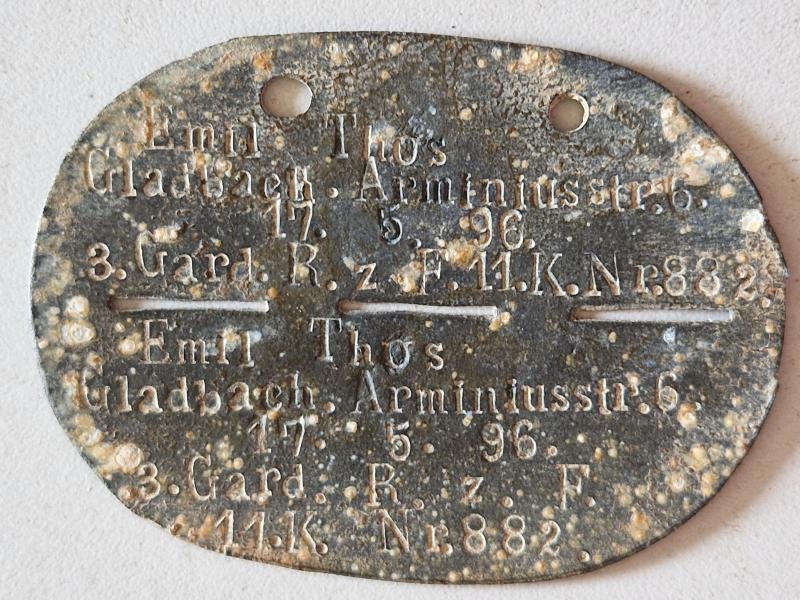 Emil Thos
Gladbach. Arminiusstr. 6.
17. 5. 96.
3. Gard. R. z. F. 11. K. Nr. 882.
Emil Thos
Gladbach. Arminiusstr. 6.
17. 5. 96.
3. Gard. R. z. F.
11. K. Nr. 882.